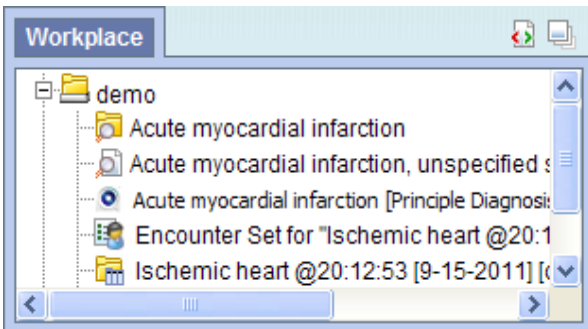 Workplace
demo
Acute myocardial infarction
Acute myocardial infarction, unspecified s
Acute myocardial infarction [Principle Diagnosis
Encounter Set for "Ischemic heart @20:1
Ischemic heart @20:12:53 [9-15-2011] [d